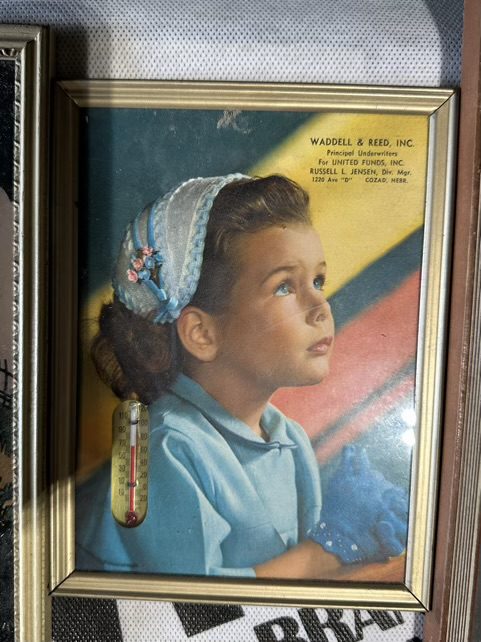 WADDELL & REED, INC.
Principal Underwriters
For UNITED FUNDS, INC.
RUSSELL L. JENSEN, Div. Mgr.
1220 Ave "D" COZAD, NEBR.